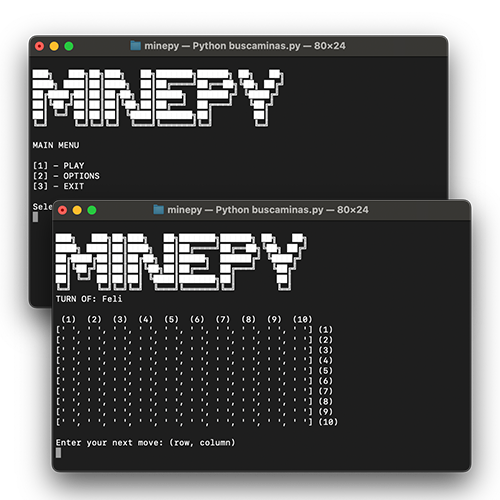 minepy — Python buscaminas.py — 80×24
MINEPY
MAIN MENU
[1] – PLAY
[2] – OPTIONS
[3] – EXIT
Sele
minepy — Python buscaminas.py — 80×24
MINEPY
TURN OF: Feli
(1) (2) (3) (4) (5) (6) (7) (8) (9) (10)
[' ', ' ', ' ', ' ', ' ', ' ', ' ', ' ', ' ', ' '] (1)
[' ', ' ', ' ', ' ', ' ', ' ', ' ', ' ', ' ', ' '] (2)
[' ', ' ', ' ', ' ', ' ', ' ', ' ', ' ', ' ', ' '] (3)
[' ', ' ', ' ', ' ', ' ', ' ', ' ', ' ', ' ', ' '] (4)
[' ', ' ', ' ', ' ', ' ', ' ', ' ', ' ', ' ', ' '] (5)
[' ', ' ', ' ', ' ', ' ', ' ', ' ', ' ', ' ', ' '] (6)
[' ', ' ', ' ', ' ', ' ', ' ', ' ', ' ', ' ', ' '] (7)
[' ', ' ', ' ', ' ', ' ', ' ', ' ', ' ', ' ', ' '] (8)
[' ', ' ', ' ', ' ', ' ', ' ', ' ', ' ', ' ', ' '] (9)
[' ', ' ', ' ', ' ', ' ', ' ', ' ', ' ', ' ', ' '] (10)
Enter your next move: (row, column)